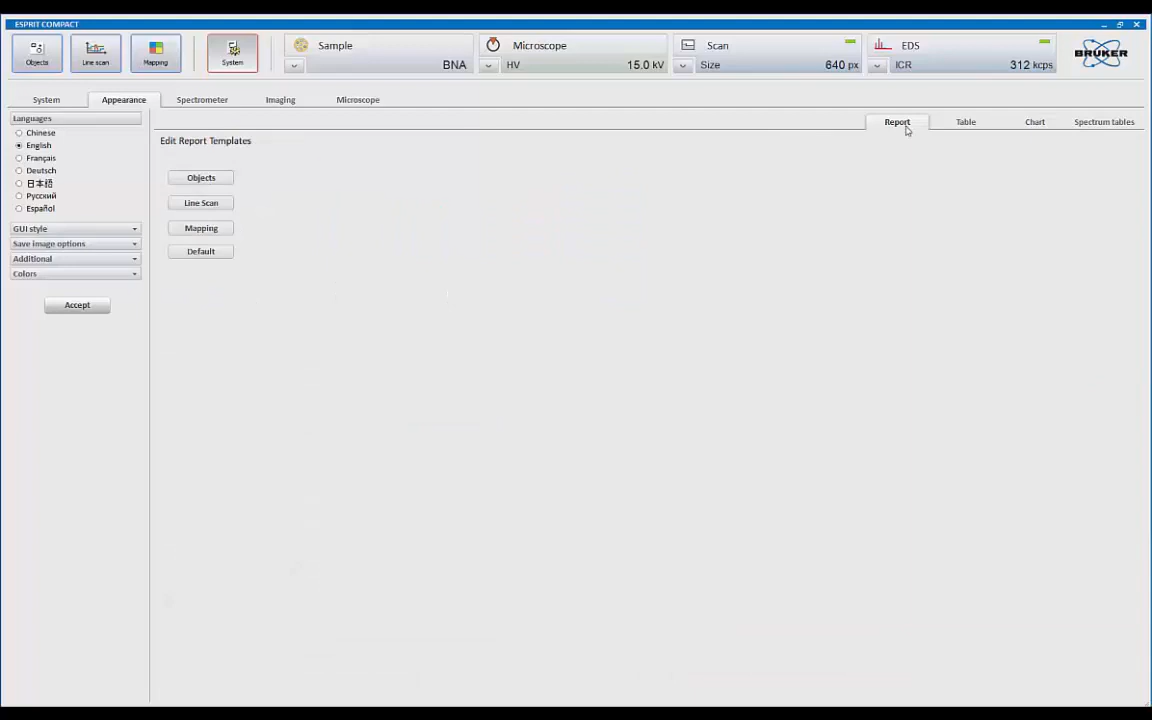 ESPRIT COMPACT
Objects
Line scan
Mapping
System
Sample
BNA
Microscope
HV 15.0 kV
Scan
Size 640 px
EDS
ICR 312 kcps
BRUKER
System Appearance Spectrometer Imaging Microscope
Report Table Chart Spectrum tables
Languages
Chinese
English
Français
Deutsch
日本語
Русский
Español
GUI style
Save image options
Additional
Colors
Accept
Edit Report Templates
Objects
Line Scan
Mapping
Default